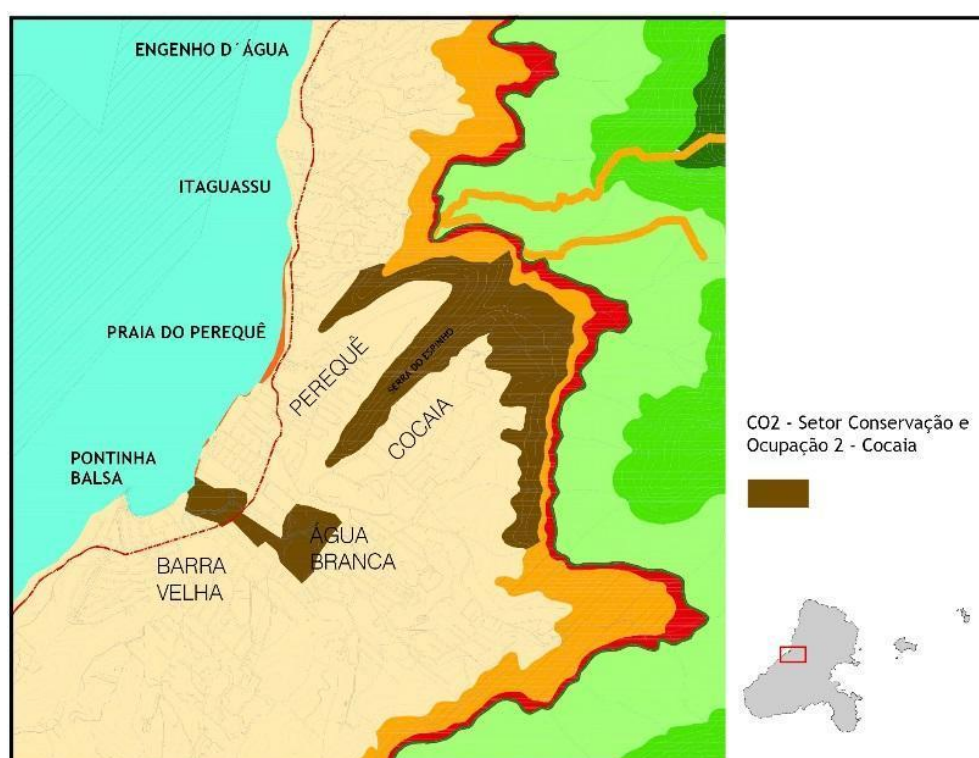 ENGENHO D´ÁGUA
ITAGUASSU
PRAIA DO PEREQUÊ
PEREQUÊ
SERRA DO ESPINHO
COCAIA
PONTINHA
BALSA
ÁGUA
BRANCA
BARRA
VELHA
CO2 - Setor Conservação e
Ocupação 2 - Cocaia